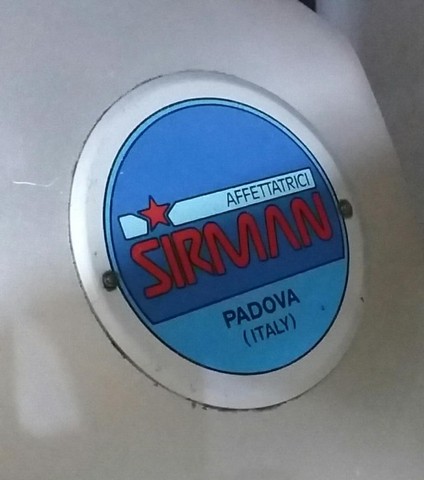 AFFETTATRICI
SIRMAN
PADOVA
(ITALY)